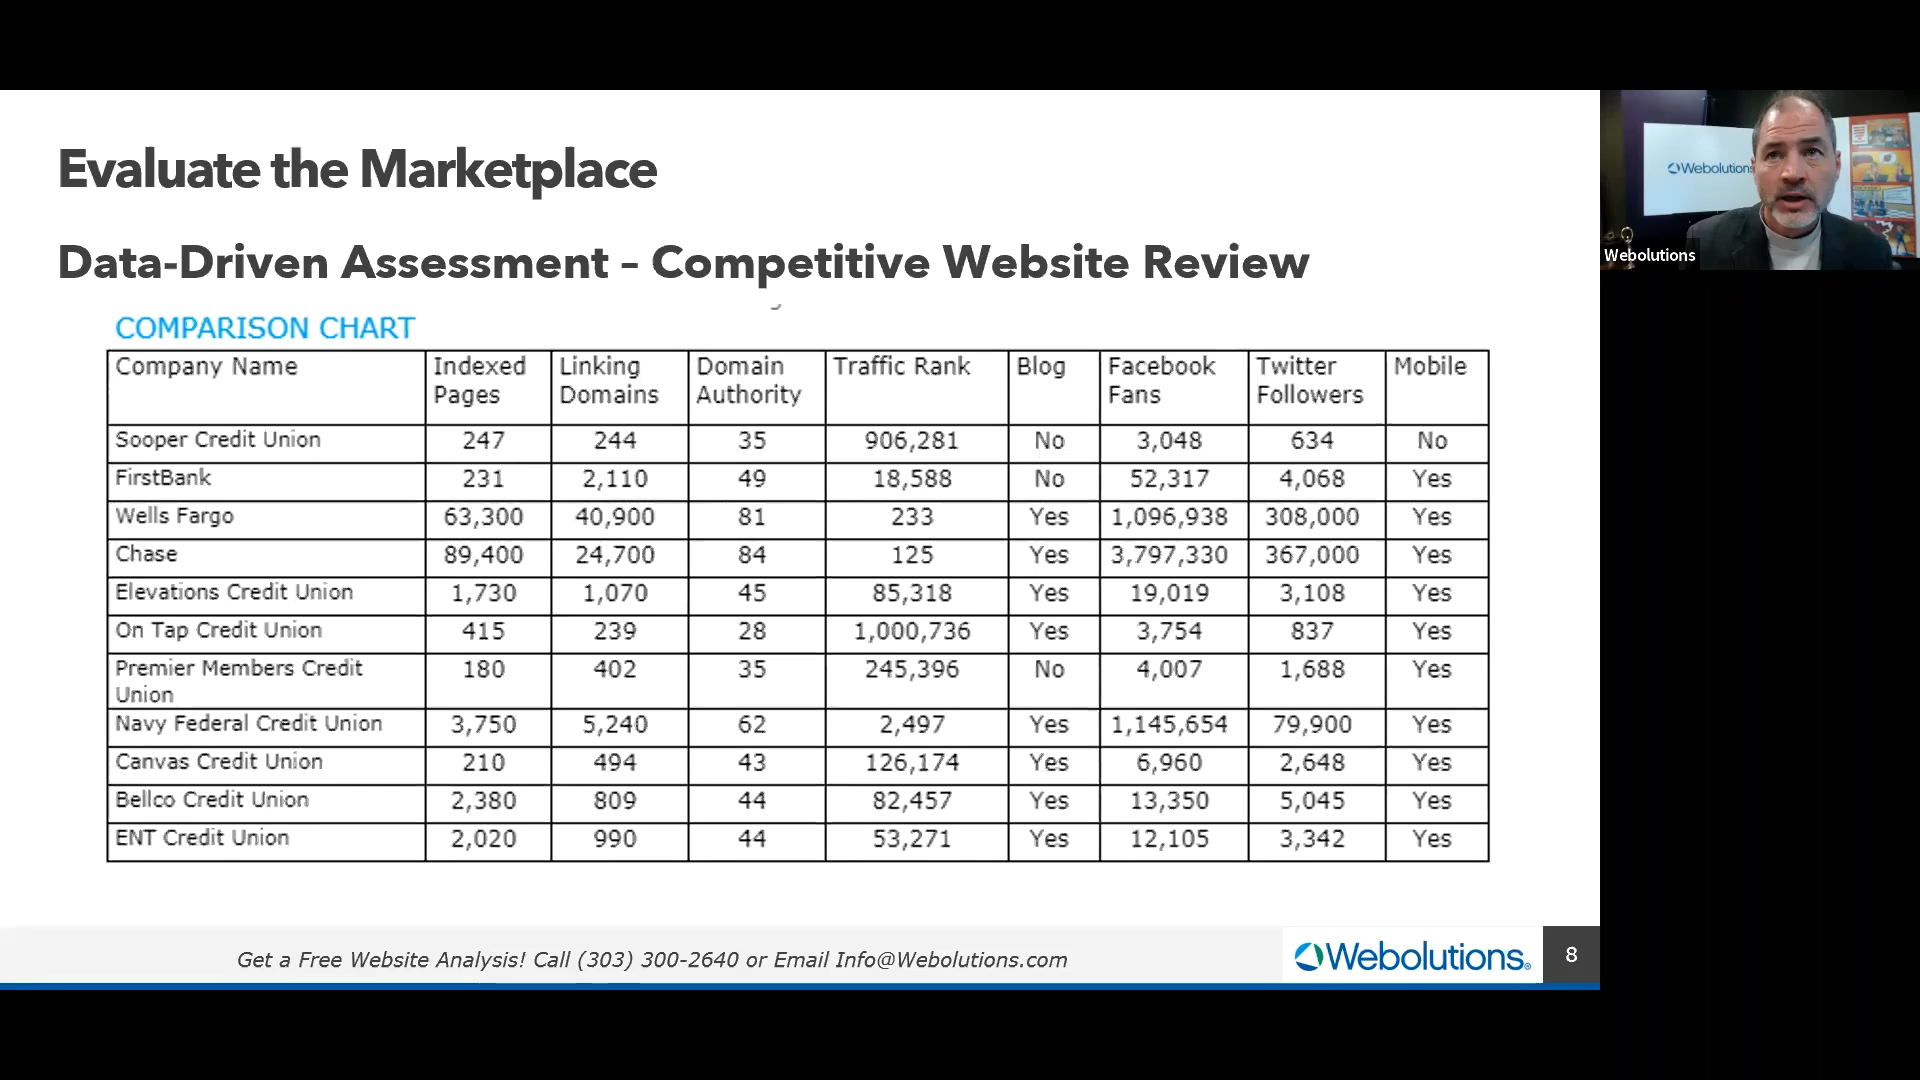 Evaluate the Marketplace
Data-Driven Assessment – Competitive Website Review
COMPARISON CHART
Company Name Indexed Pages Linking Domains Domain Authority Traffic Rank Blog Facebook Fans Twitter Followers Mobile
Sooper Credit Union 247 244 35 906,281 No 3,048 634 No
FirstBank 231 2,110 49 18,588 No 52,317 4,068 Yes
Wells Fargo 63,300 40,900 81 233 Yes 1,096,938 308,000 Yes
Chase 89,400 24,700 84 125 Yes 3,797,330 367,000 Yes
Elevations Credit Union 1,730 1,070 45 85,318 Yes 19,019 3,108 Yes
On Tap Credit Union 415 239 28 1,000,736 Yes 3,754 837 Yes
Premier Members Credit Union 180 402 35 245,396 No 4,007 1,688 Yes
Navy Federal Credit Union 3,750 5,240 62 2,497 Yes 1,145,654 79,900 Yes
Canvas Credit Union 210 494 43 126,174 Yes 6,960 2,648 Yes
Bellco Credit Union 2,380 809 44 82,457 Yes 13,350 5,045 Yes
ENT Credit Union 2,020 990 44 53,271 Yes 12,105 3,342 Yes
Get a Free Website Analysis! Call (303) 300-2640 or Email Info@Webolutions.com
Webolutions®
8
Webolution
Webolutions